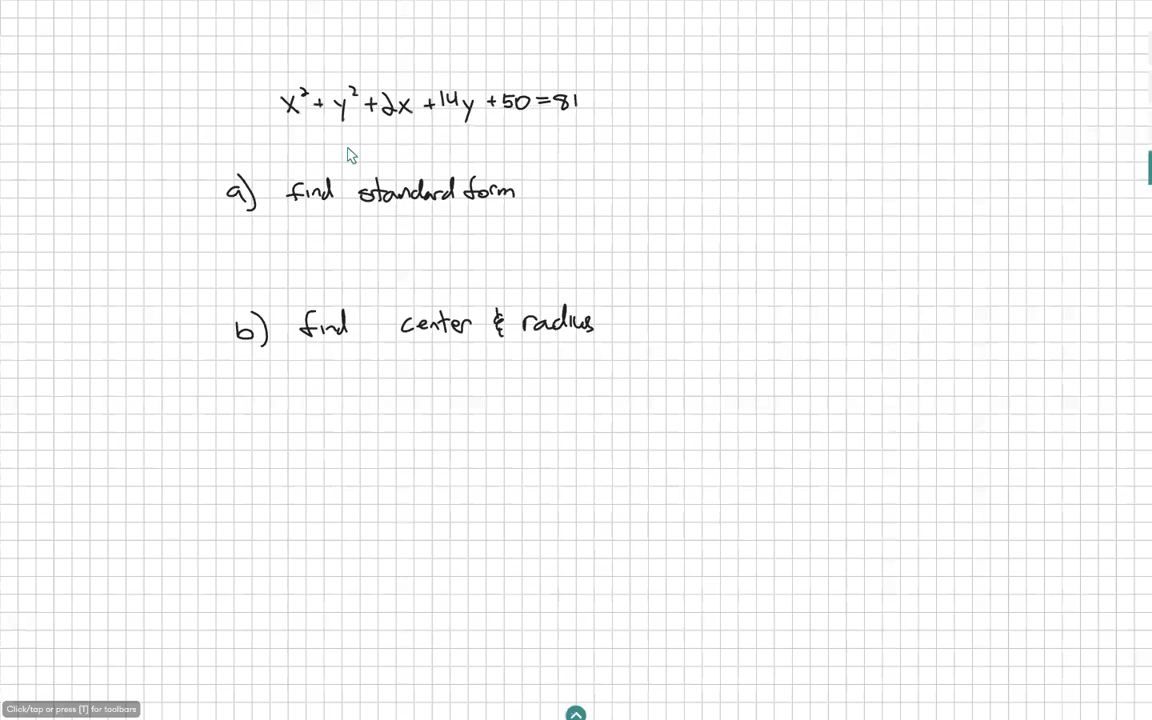 x² + y² + 2x + 14y + 50 = 81
a) find standard form
b) find center & radius
Click/tap or press [T] for toolbars